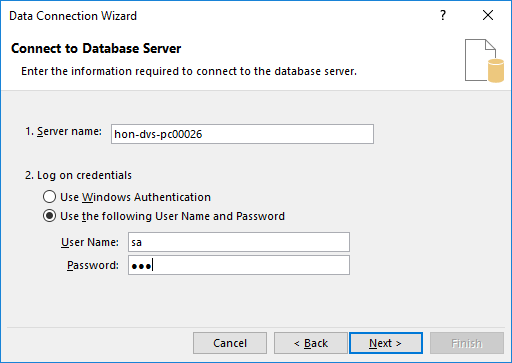 Data Connection Wizard
?
Connect to Database Server
Enter the information required to connect to the database server.
1. Server name: hon-dvs-pc00026
2. Log on credentials
Use Windows Authentication
Use the following User Name and Password
User Name: sa
Password: •••
Cancel < Back Next > Finish